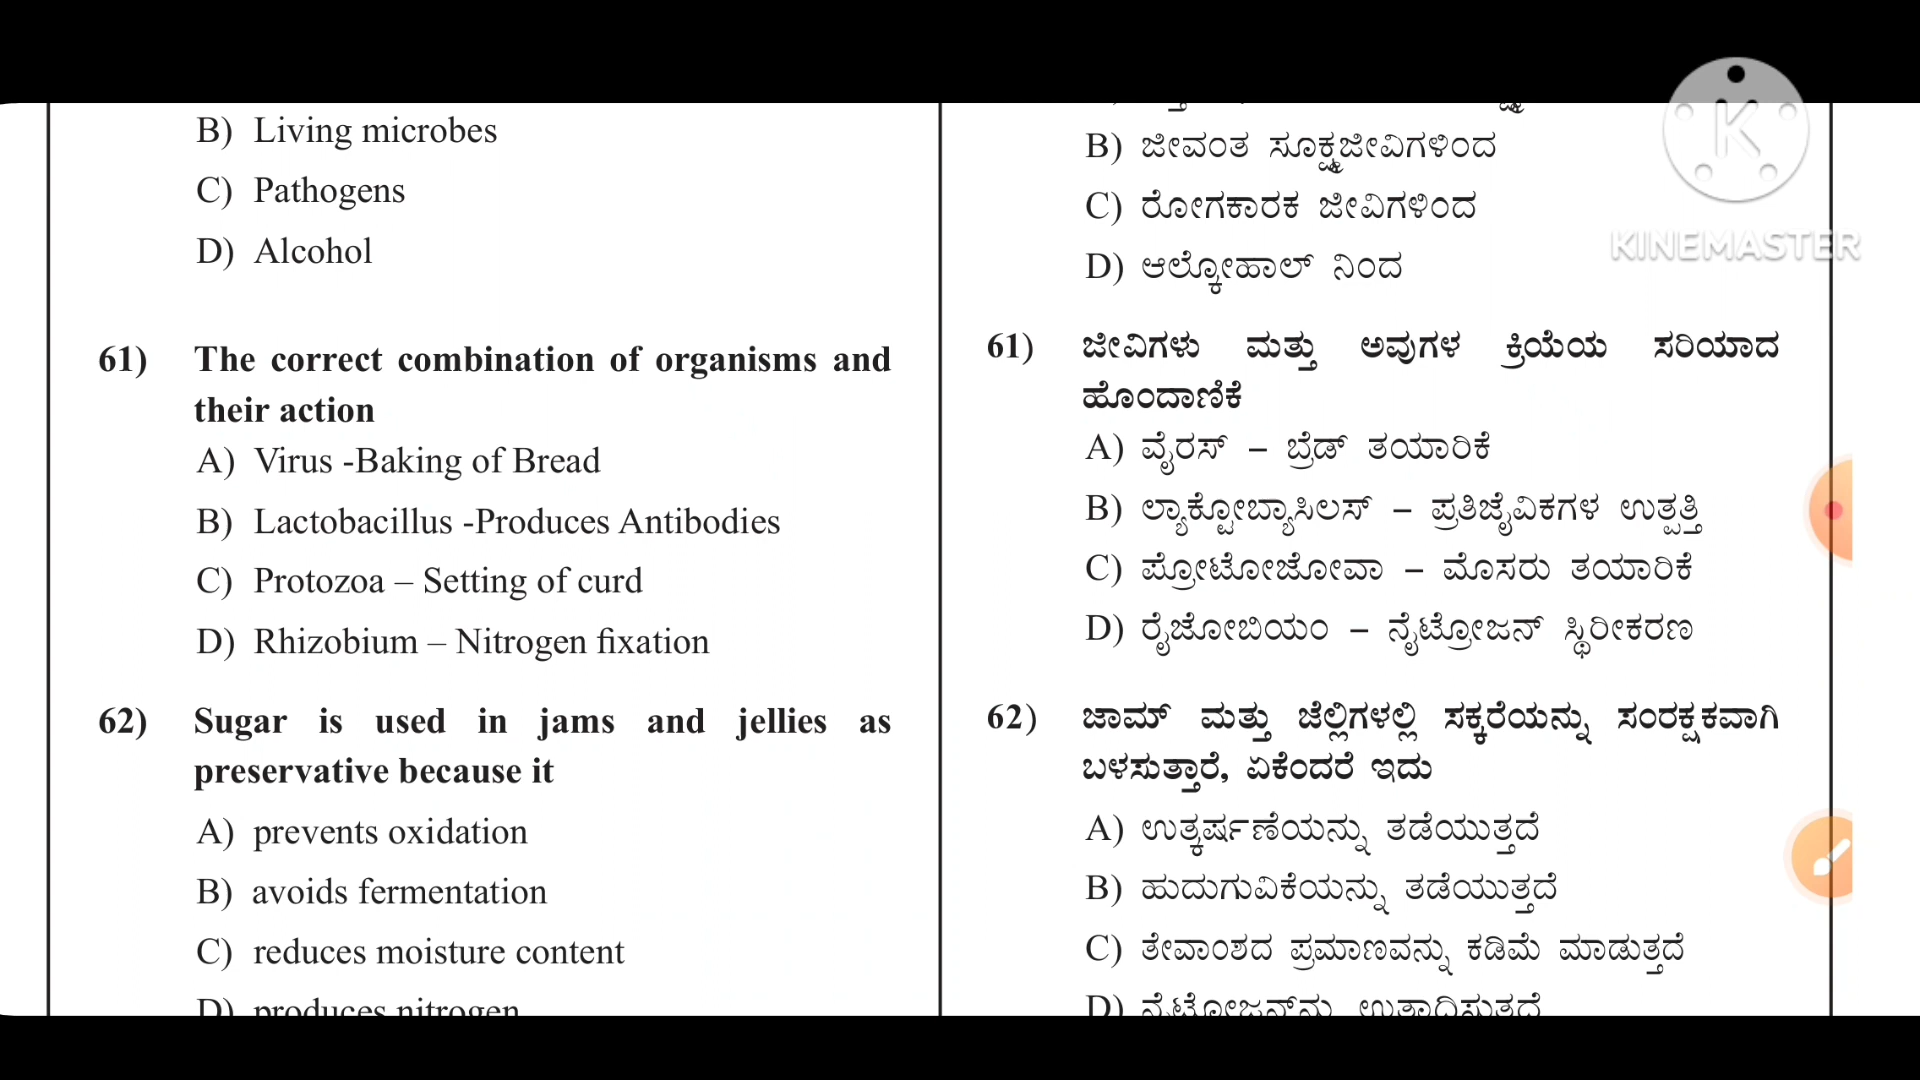 B) Living microbes
C) Pathogens
D) Alcohol
61) The correct combination of organisms and
their action
A) Virus -Baking of Bread
B) Lactobacillus -Produces Antibodies
C) Protozoa – Setting of curd
D) Rhizobium – Nitrogen fixation
62) Sugar is used in jams and jellies as
preservative because it
A) prevents oxidation
B) avoids fermentation
C) reduces moisture content
D) produces nitrogen
B) ಜೀವಂತ ಸೂಕ್ಷ್ಮಜೀವಿಗಳಿಂದ
C) ರೋಗಕಾರಕ ಜೀವಿಗಳಿಂದ
D) ಆಲ್ಕೋಹಾಲ್ ನಿಂದ
61) ಜೀವಿಗಳು ಮತ್ತು ಅವುಗಳ ಕ್ರಿಯೆಯ ಸರಿಯಾದ
ಹೊಂದಾಣಿಕೆ
A) ವೈರಸ್ – ಬ್ರೆಡ್ ತಯಾರಿಕೆ
B) ಲ್ಯಾಕ್ಟೋಬ್ಯಾಸಿಲಸ್ – ಪ್ರತಿಜೈವಿಕಗಳ ಉತ್ಪತ್ತಿ
C) ಪ್ರೋಟೋಜೋವಾ – ಮೊಸರು ತಯಾರಿಕೆ
D) ರೈಜೋಬಿಯಂ – ನೈಟ್ರೋಜನ್ ಸ್ಥಿರೀಕರಣ
62) ಜಾಮ್ ಮತ್ತು ಜೆಲ್ಲಿಗಳಲ್ಲಿ ಸಕ್ಕರೆಯನ್ನು ಸಂರಕ್ಷಕವಾಗಿ
ಬಳಸುತ್ತಾರೆ, ಏಕೆಂದರೆ ಇದು
A) ಉತ್ಕರ್ಷಣೆಯನ್ನು ತಡೆಯುತ್ತದೆ
B) ಹುದುಗುವಿಕೆಯನ್ನು ತಡೆಯುತ್ತದೆ
C) ತೇವಾಂಶದ ಪ್ರಮಾಣವನ್ನು ಕಡಿಮೆ ಮಾಡುತ್ತದೆ
D) ನೈಟ್ರೋಜನ್‌ನ್ನು ಉತ್ಪಾದಿಸುತ್ತದೆ
K
KINEMASTER